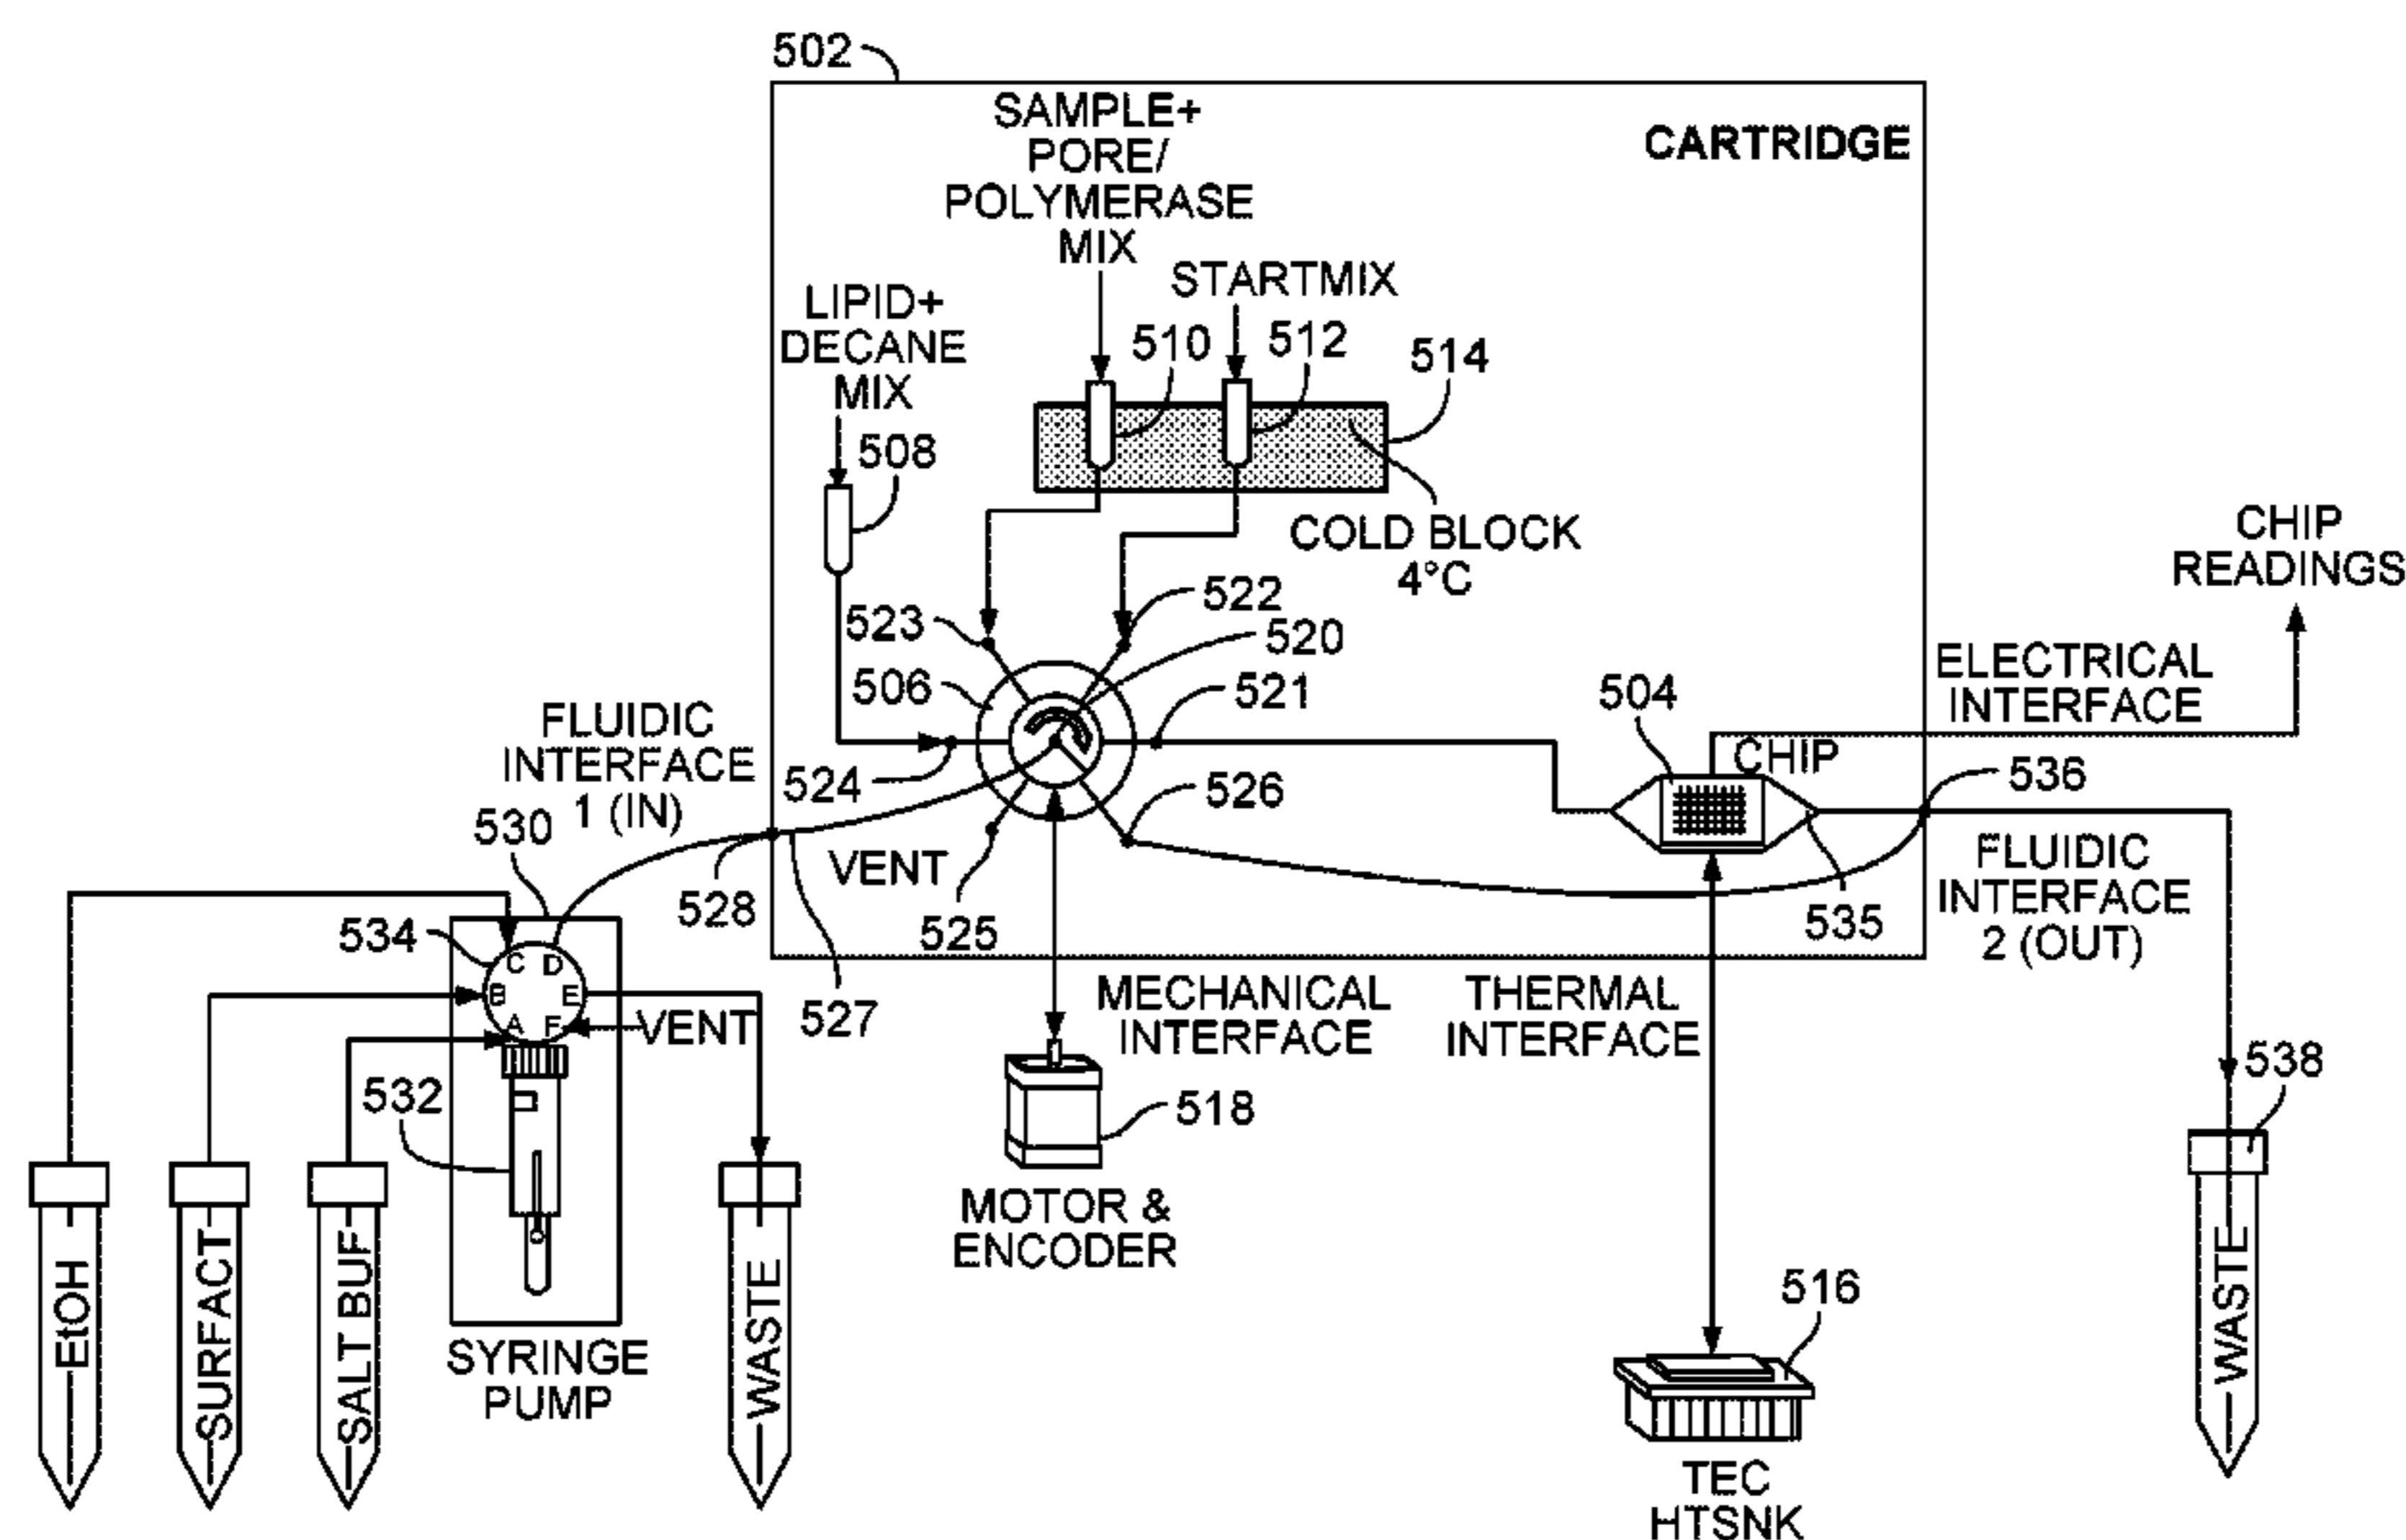 502
SAMPLE+
PORE/
POLYMERASE
MIX
CARTRIDGE
STARTMIX
LIPID+
DECANE
MIX
510
512
514
508
COLD BLOCK
4°C
CHIP
READINGS
523
522
520
506
521
504
ELECTRICAL
INTERFACE
FLUIDIC
INTERFACE
1 (IN)
CHIP
524
526
536
530
VENT
528
525
535
FLUIDIC
INTERFACE
2 (OUT)
534
C D
B E
A F
VENT
527
MECHANICAL
INTERFACE
THERMAL
INTERFACE
532
518
538
EtOH
SURFACT
SALT BUF
SYRINGE
PUMP
WASTE
MOTOR &
ENCODER
516
TEC
HTSNK
WASTE